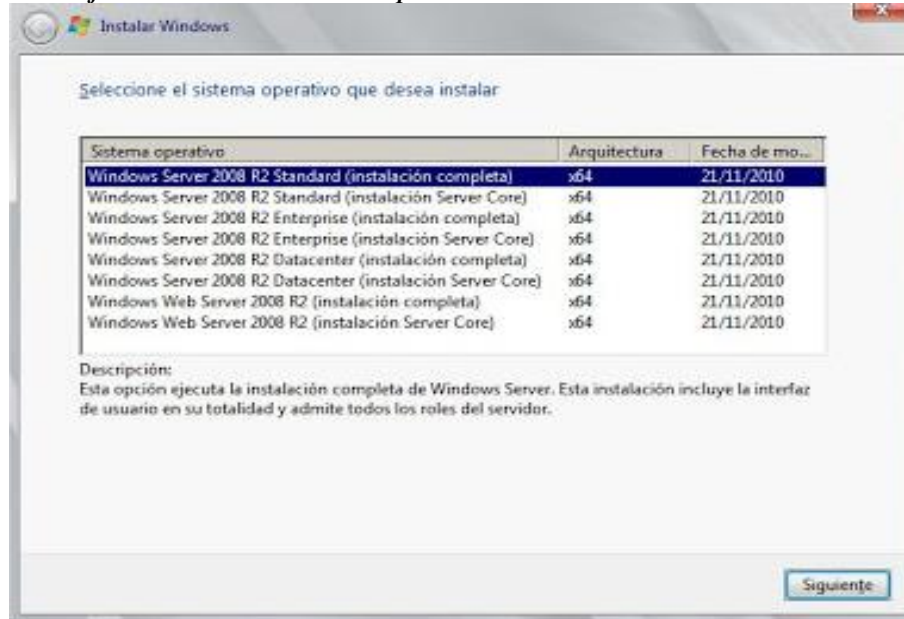 Instalar Windows
Seleccione el sistema operativo que desea instalar
Sistema operativo Arquitectura Fecha de mo...
Windows Server 2008 R2 Standard (instalación completa) x64 21/11/2010
Windows Server 2008 R2 Standard (instalación Server Core) x64 21/11/2010
Windows Server 2008 R2 Enterprise (instalación completa) x64 21/11/2010
Windows Server 2008 R2 Enterprise (instalación Server Core) x64 21/11/2010
Windows Server 2008 R2 Datacenter (instalación completa) x64 21/11/2010
Windows Server 2008 R2 Datacenter (instalación Server Core) x64 21/11/2010
Windows Web Server 2008 R2 (instalación completa) x64 21/11/2010
Windows Web Server 2008 R2 (instalación Server Core) x64 21/11/2010
Descripción:
Esta opción ejecuta la instalación completa de Windows Server. Esta instalación incluye la interfaz
de usuario en su totalidad y admite todos los roles del servidor.
Siguiente